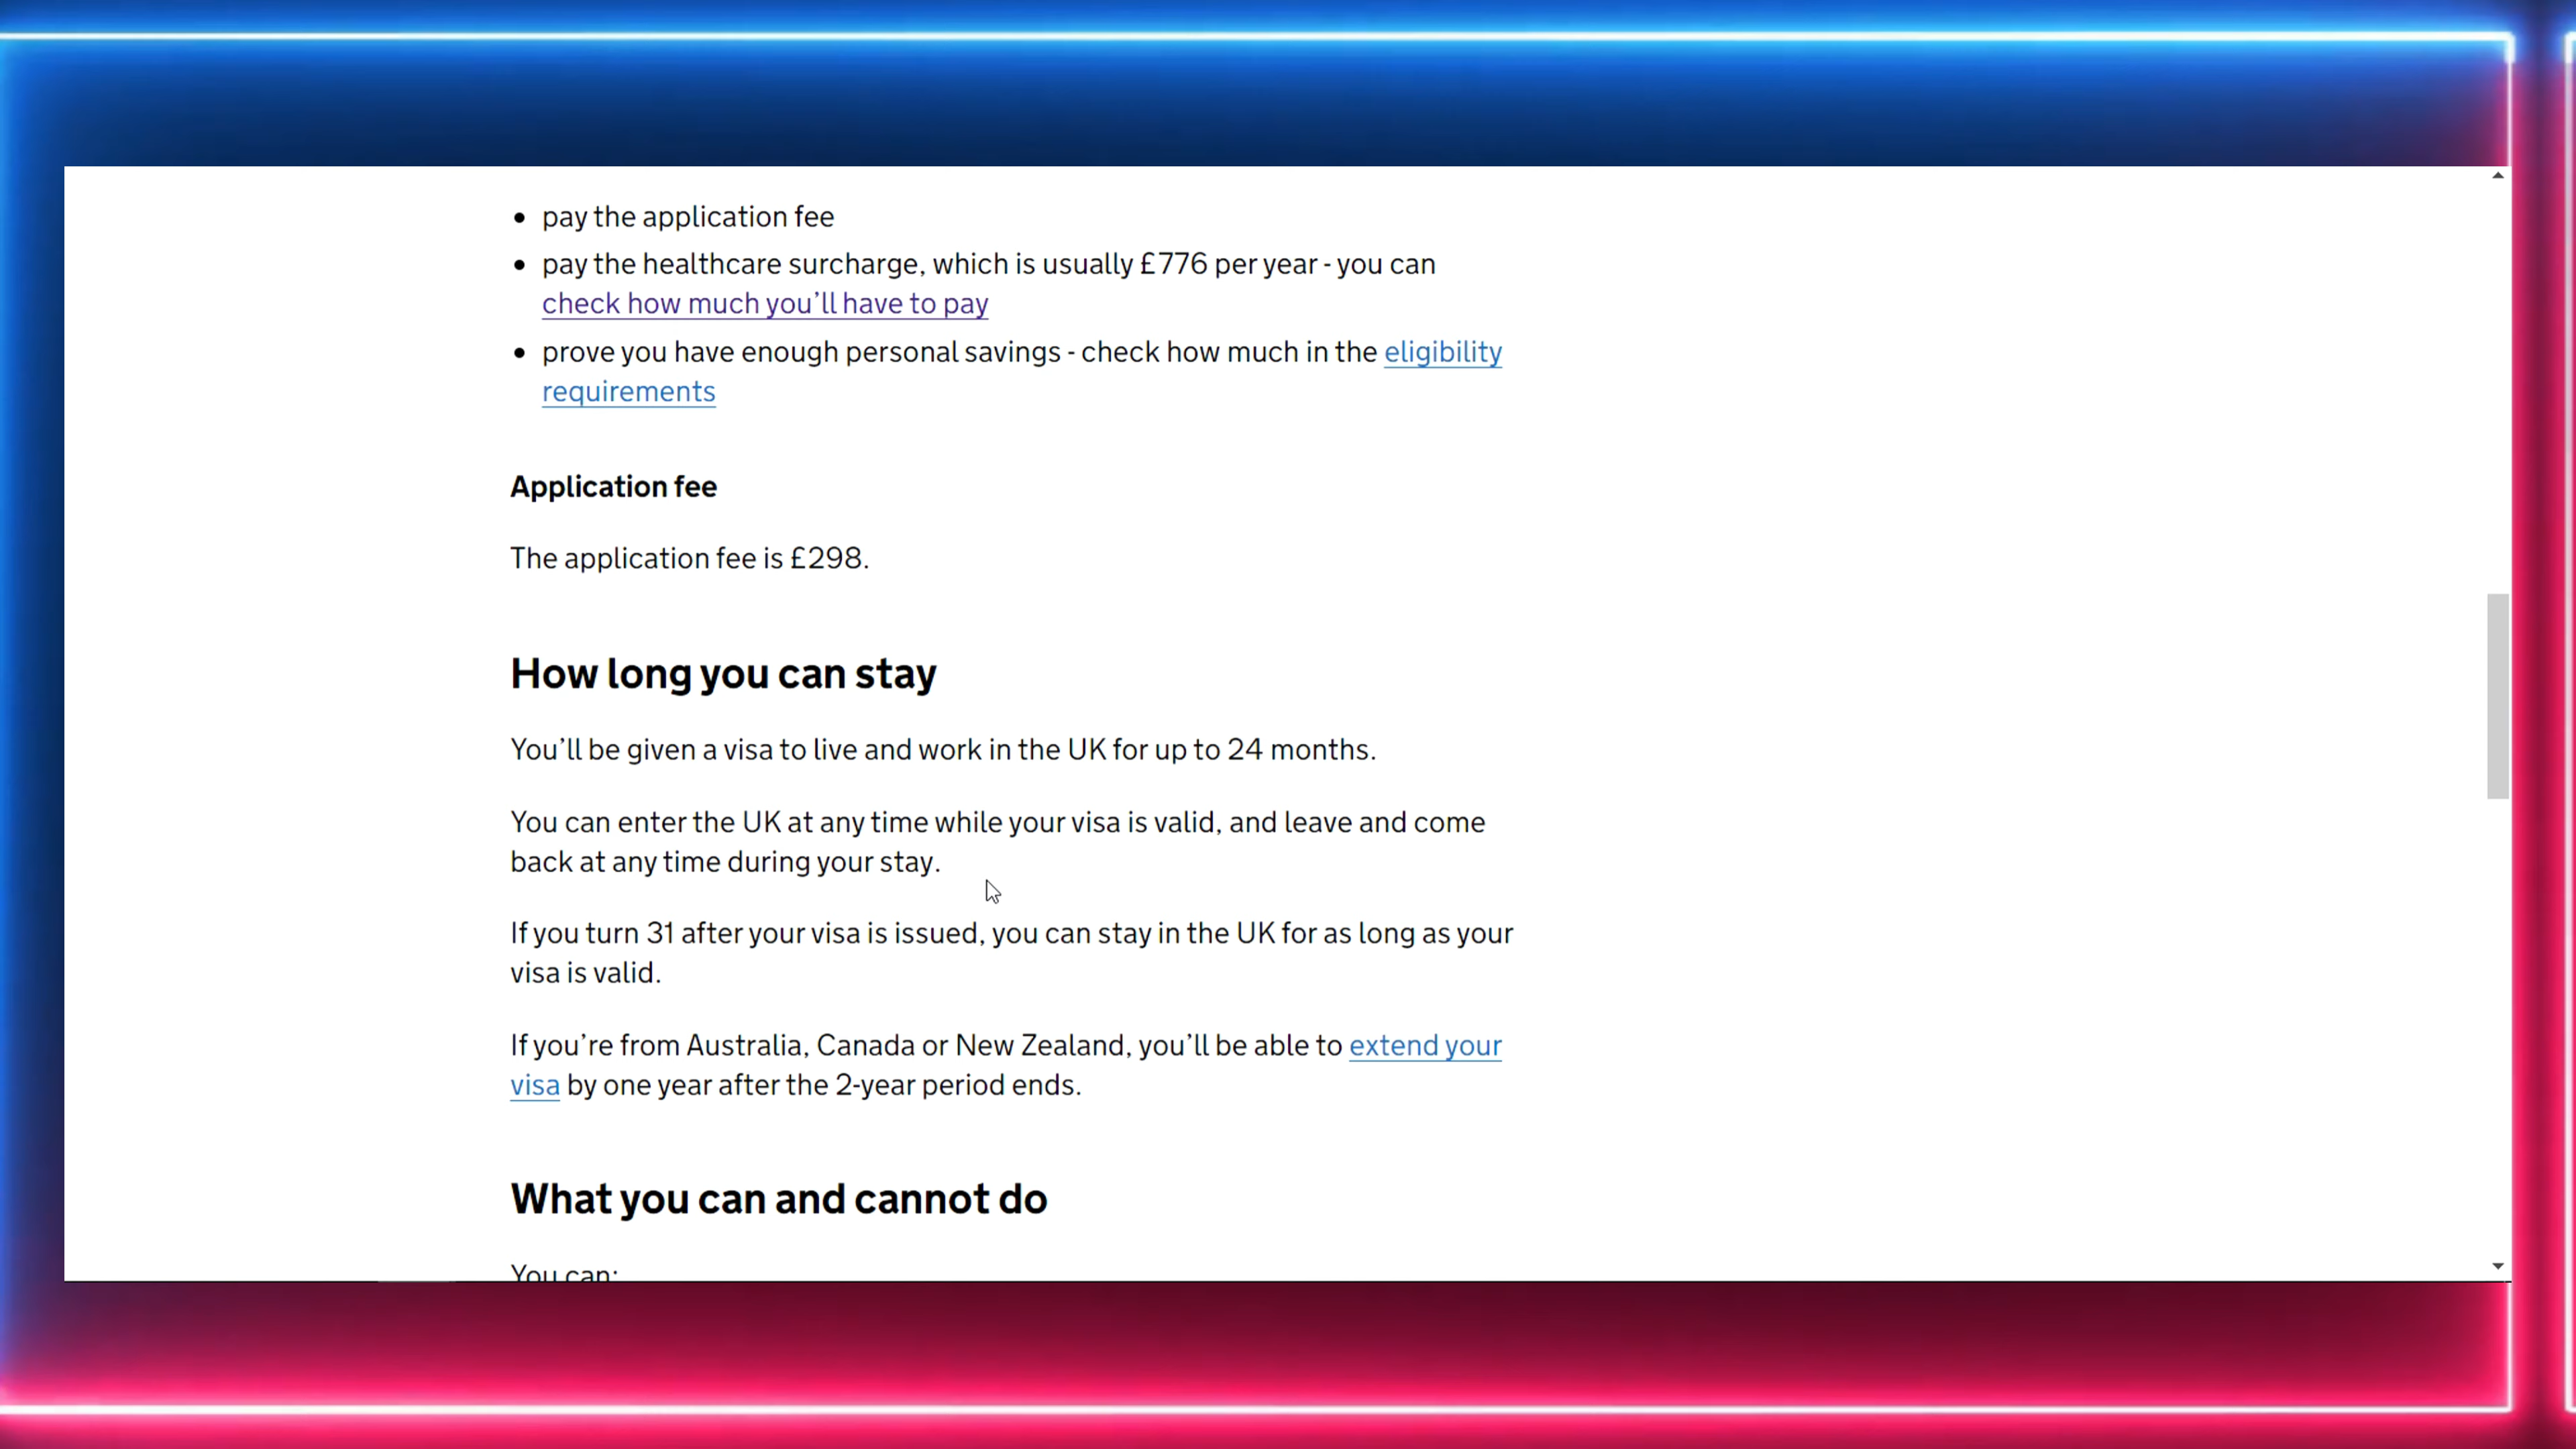 pay the application fee
pay the healthcare surcharge, which is usually £776 per year - you can
check how much you’ll have to pay
prove you have enough personal savings - check how much in the eligibility
requirements
Application fee
The application fee is £298.
How long you can stay
You’ll be given a visa to live and work in the UK for up to 24 months.
You can enter the UK at any time while your visa is valid, and leave and come
back at any time during your stay.
If you turn 31 after your visa is issued, you can stay in the UK for as long as your
visa is valid.
If you’re from Australia, Canada or New Zealand, you’ll be able to extend your
visa by one year after the 2-year period ends.
What you can and cannot do
You can: